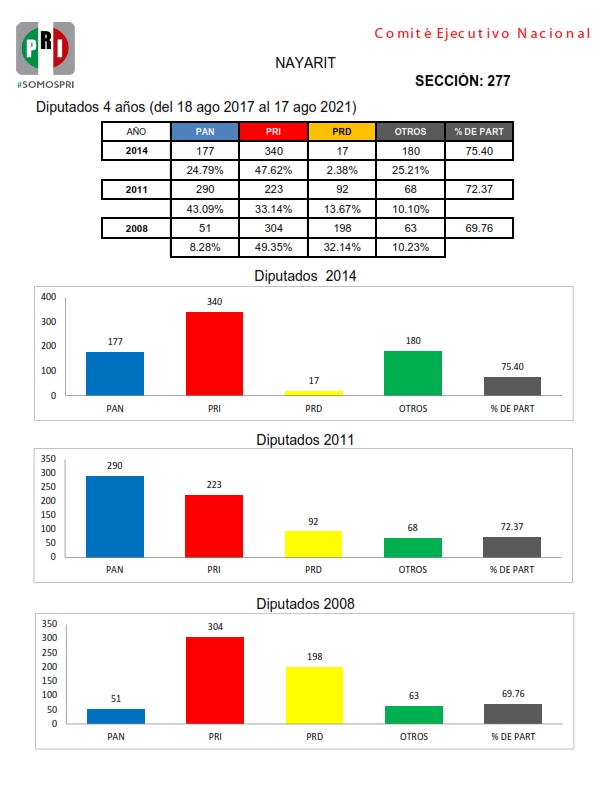 Comité Ejecutivo Nacional
PRI
#SOMOSPRI
NAYARIT
SECCIÓN: 277
Diputados 4 años (del 18 ago 2017 al 17 ago 2021)
AÑO PAN PRI PRD OTROS % DE PART
2014 177 340 17 180 75.40
24.79% 47.62% 2.38% 25.21%
2011 290 223 92 68 72.37
43.09% 33.14% 13.67% 10.10%
2008 51 304 198 63 69.76
8.28% 49.35% 32.14% 10.23%
Diputados 2014
400
300
200
100
0
177 340 17 180 75.40
PAN PRI PRD OTROS % DE PART
Diputados 2011
350
300
250
200
150
100
50
0
290 223 92 68 72.37
PAN PRI PRD OTROS % DE PART
Diputados 2008
350
300
250
200
150
100
50
0
51 304 198 63 69.76
PAN PRI PRD OTROS % DE PART